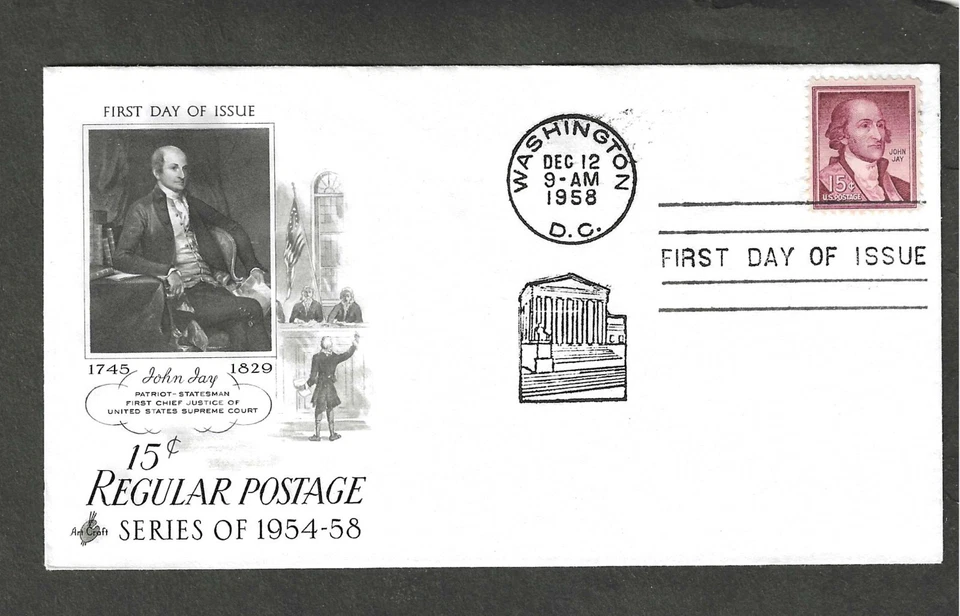 FIRST DAY OF ISSUE
1745 John Jay 1829
PATRIOT-STATESMAN
FIRST CHIEF JUSTICE OF
UNITED STATES SUPREME COURT
15¢
REGULAR POSTAGE
Art Craft SERIES OF 1954-58
WASHINGTON
DEC 12
9-AM
1958
D.C.
JOHN
JAY
15¢
U.S. POSTAGE
FIRST DAY OF ISSUE